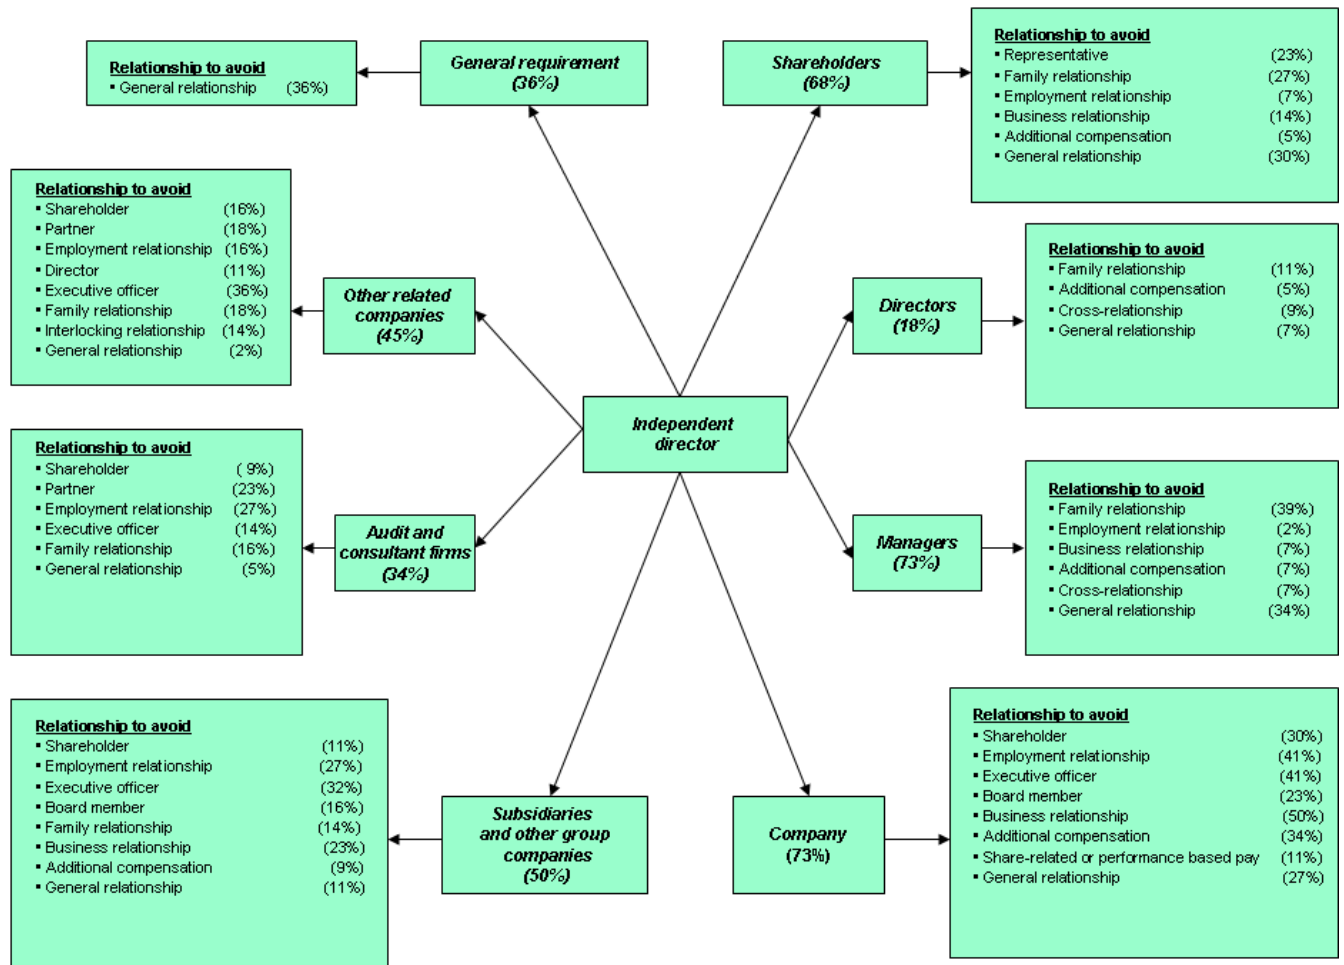 Relationship to avoid
▪ General relationship (36%)
General requirement
(36%)
Shareholders
(68%)
Relationship to avoid
▪ Representative (23%)
▪ Family relationship (27%)
▪ Employment relationship (7%)
▪ Business relationship (14%)
▪ Additional compensation (5%)
▪ General relationship (30%)
Relationship to avoid
▪ Shareholder (16%)
▪ Partner (18%)
▪ Employment relationship (16%)
▪ Director (11%)
▪ Executive officer (36%)
▪ Family relationship (18%)
▪ Interlocking relationship (14%)
▪ General relationship (2%)
Other related
companies
(45%)
Directors
(18%)
Relationship to avoid
▪ Family relationship (11%)
▪ Additional compensation (5%)
▪ Cross-relationship (9%)
▪ General relationship (7%)
Independent
director
Relationship to avoid
▪ Shareholder ( 9%)
▪ Partner (23%)
▪ Employment relationship (27%)
▪ Executive officer (14%)
▪ Family relationship (16%)
▪ General relationship (5%)
Audit and
consultant firms
(34%)
Managers
(73%)
Relationship to avoid
▪ Family relationship (39%)
▪ Employment relationship (2%)
▪ Business relationship (7%)
▪ Additional compensation (7%)
▪ Cross-relationship (7%)
▪ General relationship (34%)
Relationship to avoid
▪ Shareholder (11%)
▪ Employment relationship (27%)
▪ Executive officer (32%)
▪ Board member (16%)
▪ Family relationship (14%)
▪ Business relationship (23%)
▪ Additional compensation (9%)
▪ General relationship (11%)
Subsidiaries
and other group
companies
(50%)
Company
(73%)
Relationship to avoid
▪ Shareholder (30%)
▪ Employment relationship (41%)
▪ Executive officer (41%)
▪ Board member (23%)
▪ Business relationship (50%)
▪ Additional compensation (34%)
▪ Share-related or performance based pay (11%)
▪ General relationship (27%)